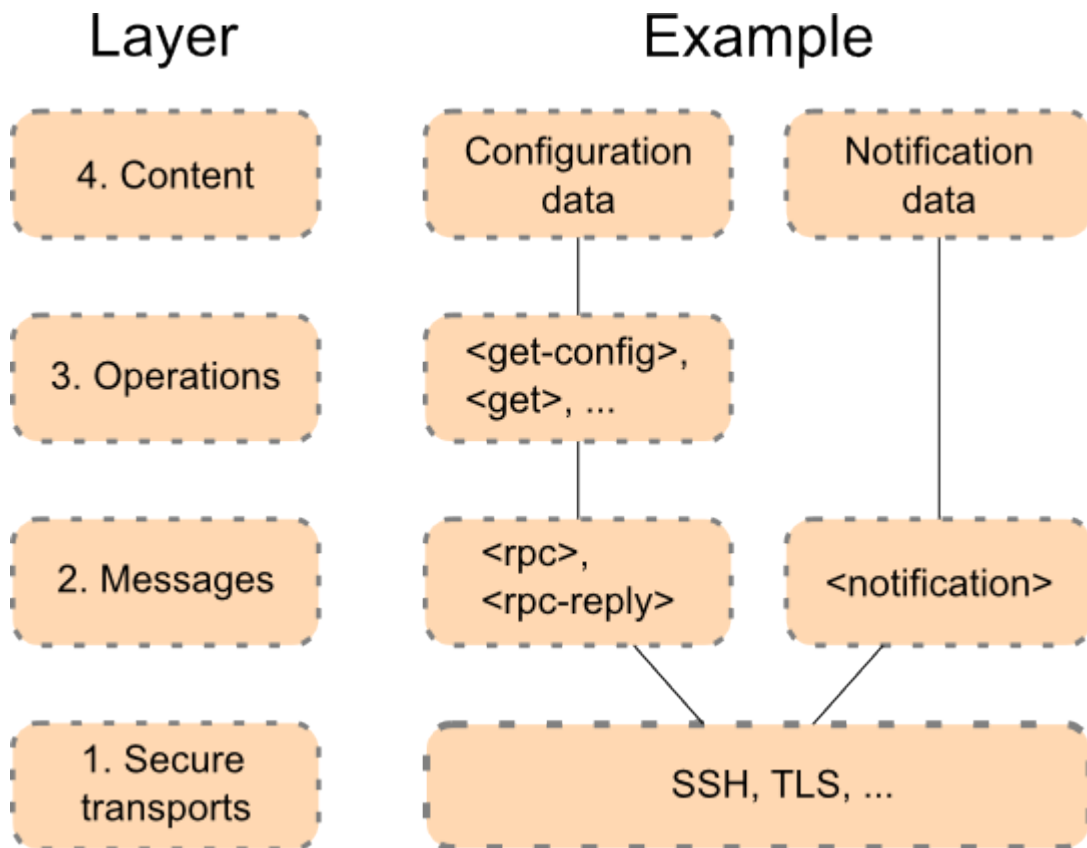 Layer
Example
4. Content
Configuration
data
Notification
data
3. Operations
<get-config>,
<get>, ...
2. Messages
<rpc>,
<rpc-reply>
<notification>
1. Secure
transports
SSH, TLS, ...